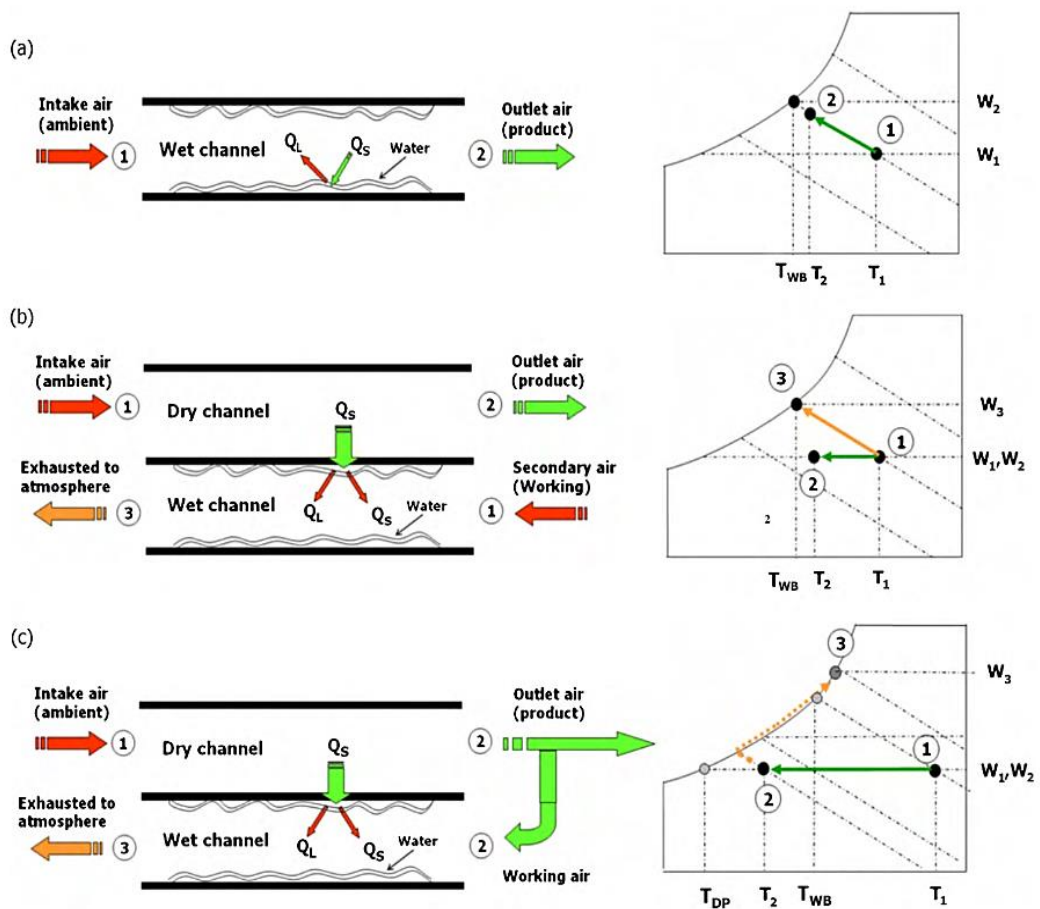 (a)
Intake air
(ambient)
1
Wet channel
QL
QS
Water
2
Outlet air
(product)
2
1
W2
W1
TWB
T2
T1
(b)
Intake air
(ambient)
1
Dry channel
QS
2
Outlet air
(product)
Exhausted to
atmosphere
3
Wet channel
QL
QS
Water
1
Secondary air
(Working)
3
1
2
2
W3
W1,W2
TWB
T2
T1
(c)
Intake air
(ambient)
1
Dry channel
QS
2
Outlet air
(product)
Exhausted to
atmosphere
3
Wet channel
QL
QS
Water
2
Working air
3
1
2
W3
W1,W2
TDP
T2
TWB
T1